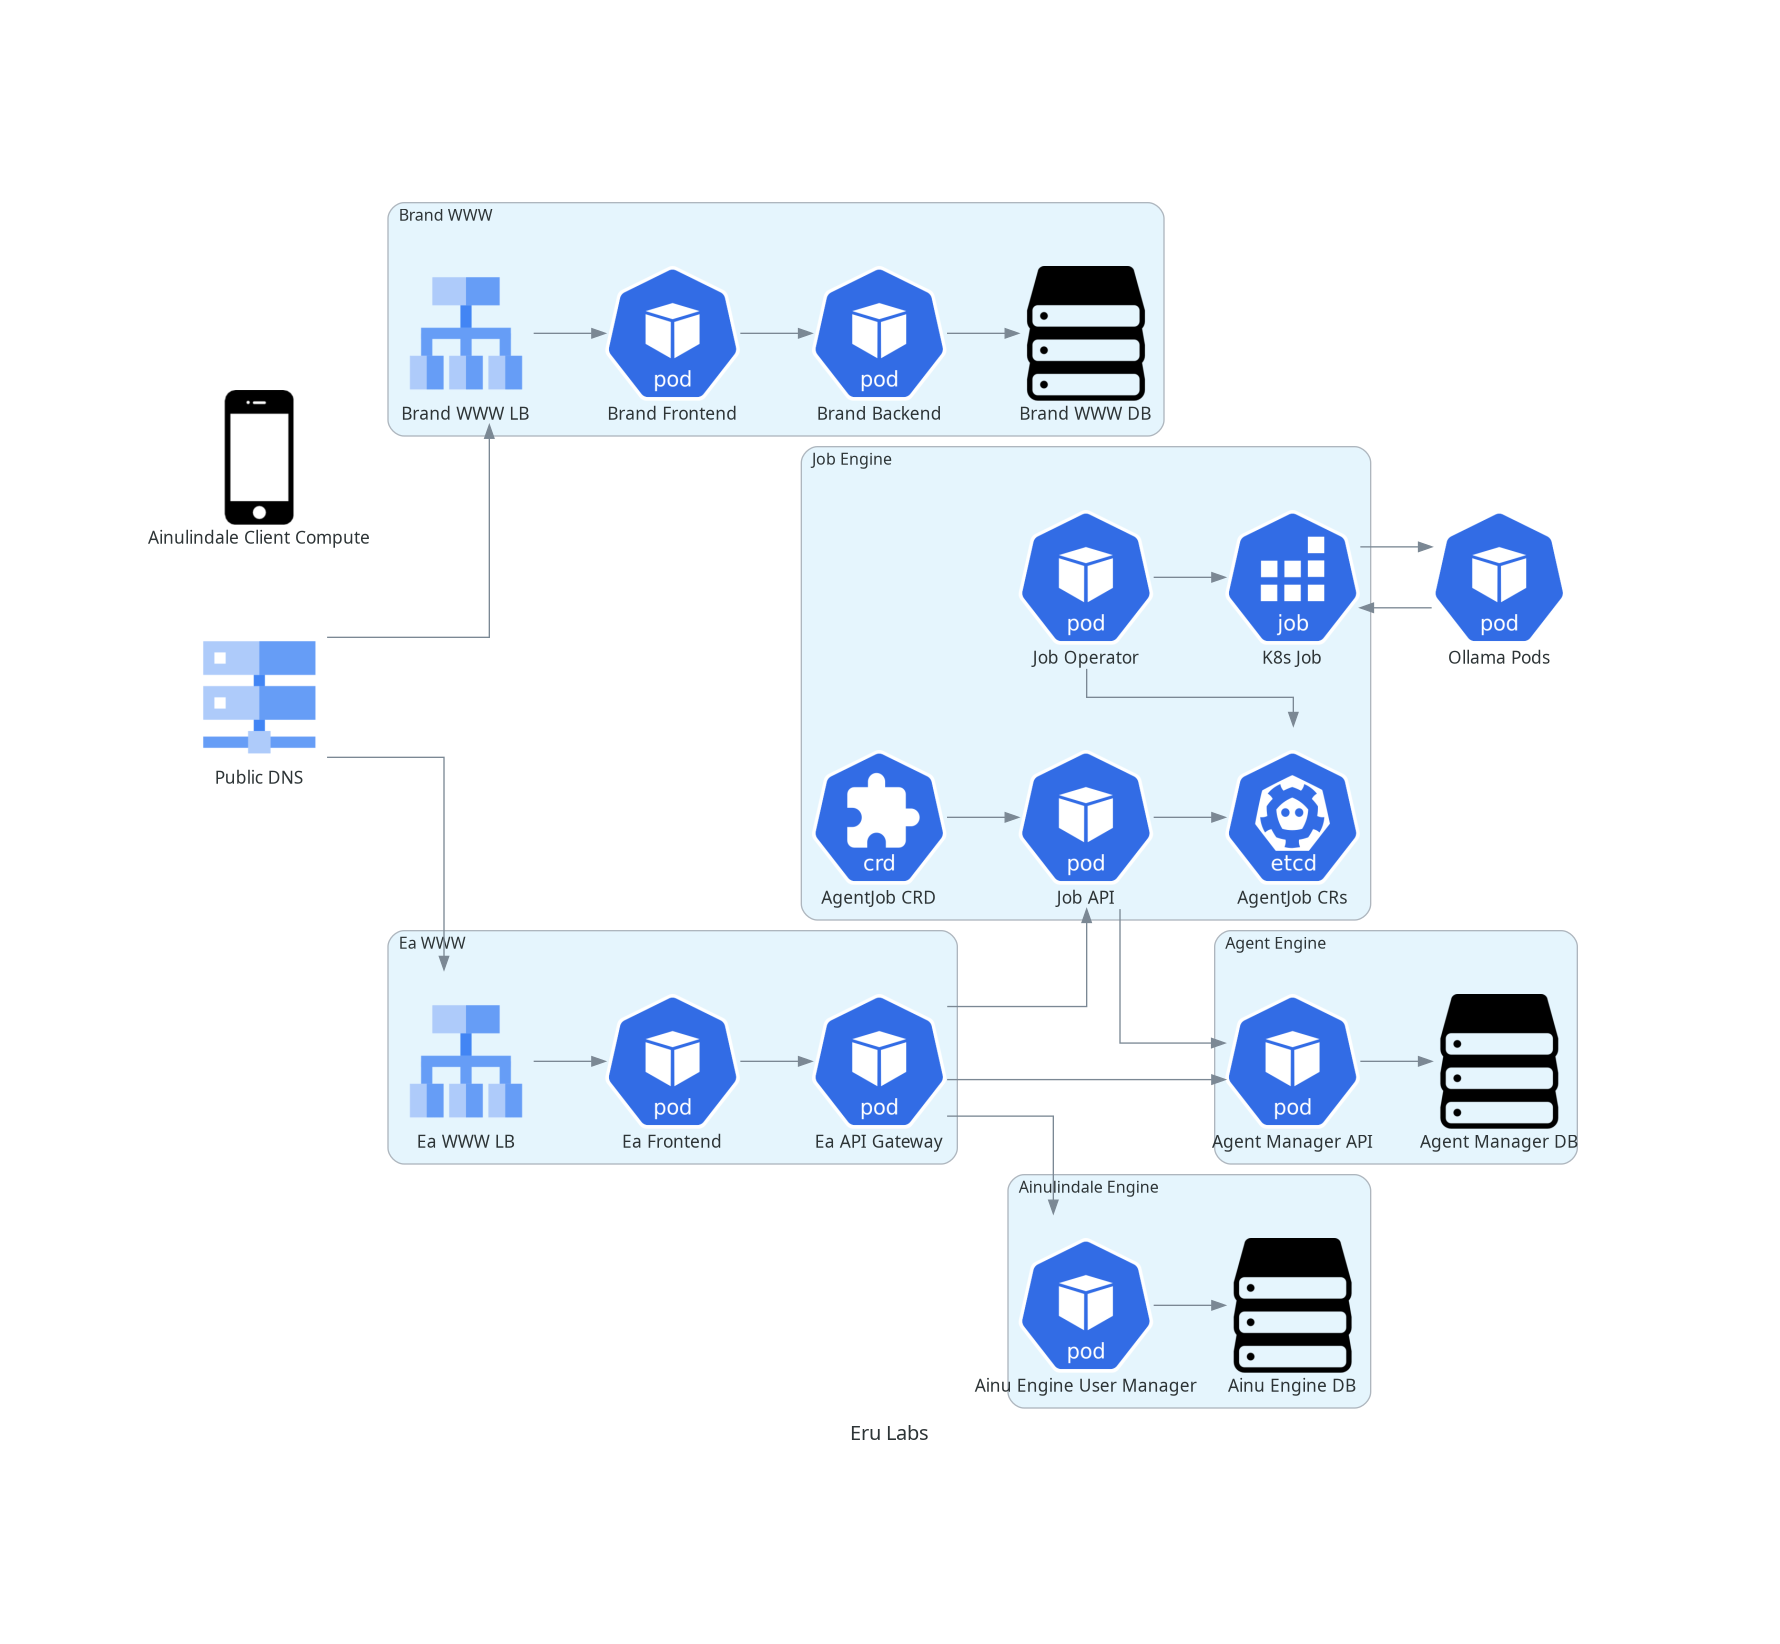 Brand WWW
pod
pod
Brand WWW LB
Brand Frontend
Brand Backend
Brand WWW DB
Job Engine
Ainulindale Client Compute
pod
job
pod
Job Operator
K8s Job
Ollama Pods
Public DNS
crd
pod
etcd
AgentJob CRD
Job API
AgentJob CRs
Ea WWW
Agent Engine
pod
pod
pod
Ea WWW LB
Ea Frontend
Ea API Gateway
Agent Manager API
Agent Manager DB
Ainulindale Engine
pod
Ainu Engine User Manager
Ainu Engine DB
Eru Labs